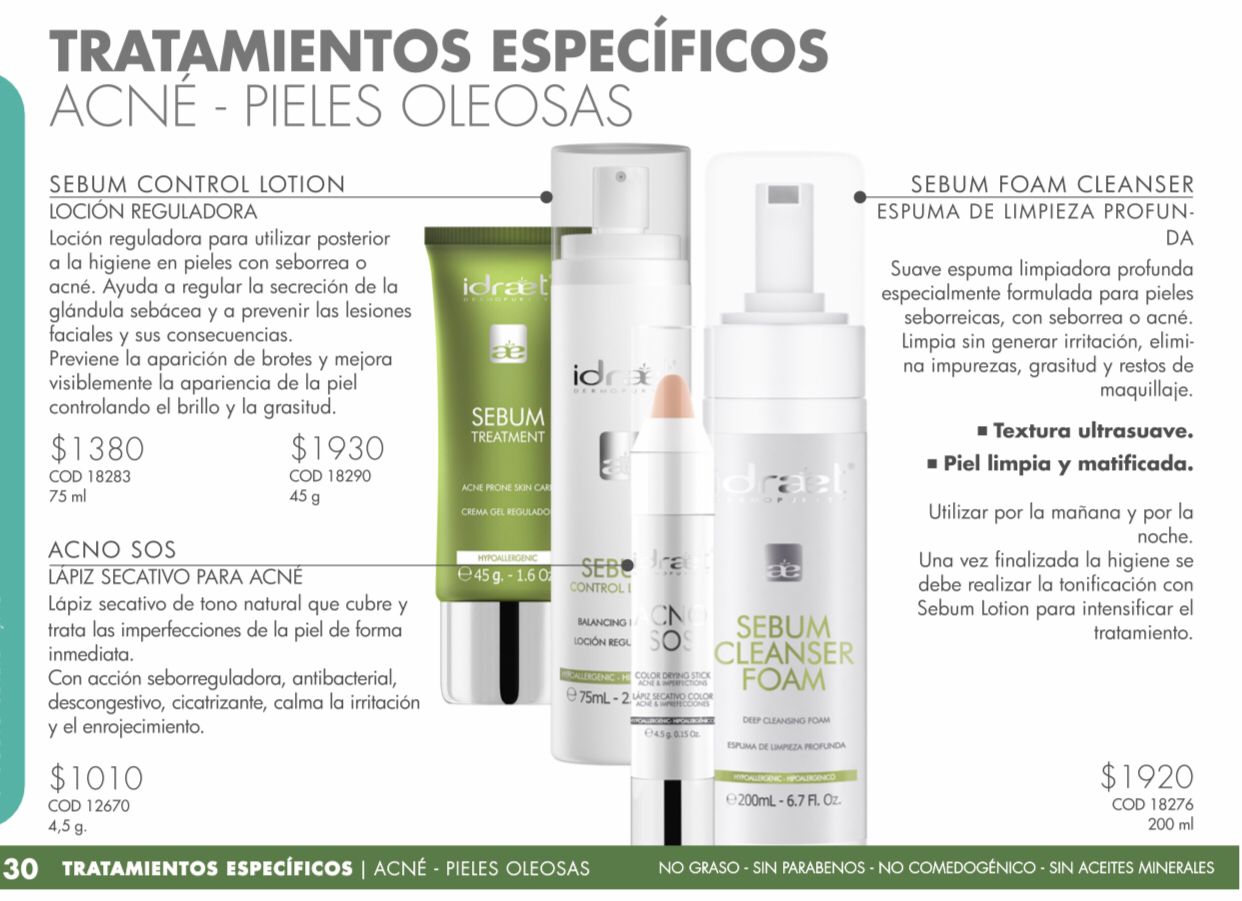 TRATAMIENTOS ESPECÍFICOS
ACNÉ - PIELES OLEOSAS
SEBUM CONTROL LOTION
LOCIÓN REGULADORA
Loción reguladora para utilizar posterior
a la higiene en pieles con seborrea o
acné. Ayuda a regular la secreción de la
glándula sebácea y a prevenir las lesiones
faciales y sus consecuencias.
Previene la aparición de brotes y mejora
visiblemente la apariencia de la piel
controlando el brillo y la grasitud.
$1380
COD 18283
75 ml
$1930
COD 18290
45 g
ACNO SOS
LÁPIZ SECATIVO PARA ACNÉ
Lápiz secativo de tono natural que cubre y
trata las imperfecciones de la piel de forma
inmediata.
Con acción seborreguladora, antibacterial,
descongestivo, cicatrizante, calma la irritación
y el enrojecimiento.
$1010
COD 12670
4,5 g.
idraet
DERMOPURITY
æ
SEBUM
TREATMENT
ACNE PRONE SKIN CAR
CREMA GEL REGULADO
HYPOALLERGENIC
℮45 g. - 1.6 Oz
idraet
DERMOPURI
æ
SEBU
CONTROL L
BALANCING
LOCIÓN REGU
HYPOALLERGENIC - HI
℮75mL - 2.
idraet
ACNO
SOS
COLOR DRYING STICK
ACNE & IMPERFECTIONS
LÁPIZ SECATIVO COLOR
ACNÉ & IMPREFECCIONES
HYPOALLERGENIC - HIPOALERGÉNICO
℮4.5 g. 0.15 Oz.
idraet
æ
SEBUM
CLEANSER
FOAM
DEEP CLEANSING FOAM
ESPUMA DE LIMPIEZA PROFUNDA
HYPOALLERGENIC - HIPOALERGENICO
℮200mL - 6.7 Fl. Oz.
SEBUM FOAM CLEANSER
ESPUMA DE LIMPIEZA PROFUN-
DA
Suave espuma limpiadora profunda
especialmente formulada para pieles
seborreicas, con seborrea o acné.
Limpia sin generar irritación, elimi-
na impurezas, grasitud y restos de
maquillaje.
▪ Textura ultrasuave.
▪ Piel limpia y matificada.
Utilizar por la mañana y por la
noche.
Una vez finalizada la higiene se
debe realizar la tonificación con
Sebum Lotion para intensificar el
tratamiento.
$1920
COD 18276
200 ml
30 TRATAMIENTOS ESPECÍFICOS | ACNÉ - PIELES OLEOSAS
NO GRASO - SIN PARABENOS - NO COMEDOGÉNICO - SIN ACEITES MINERALES